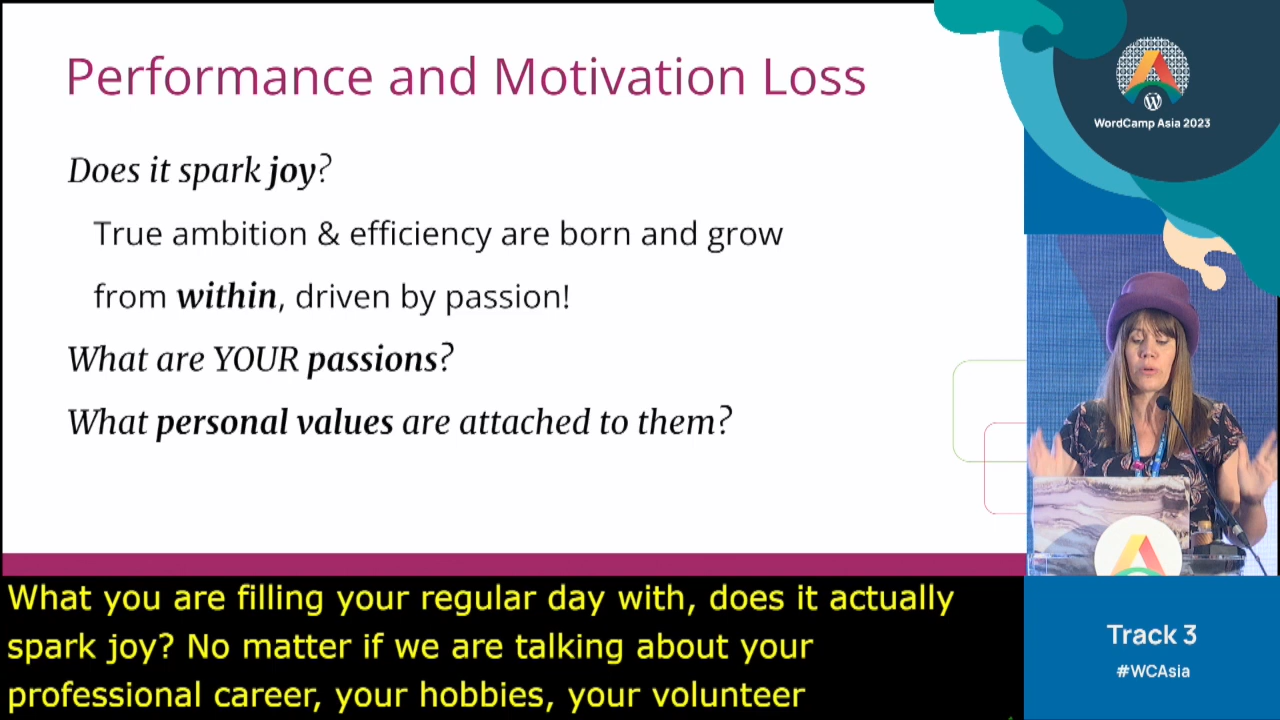 Performance and Motivation Loss
Does it spark joy?
True ambition & efficiency are born and grow
from within, driven by passion!
What are YOUR passions?
What personal values are attached to them?
WordCamp Asia 2023
What you are filling your regular day with, does it actually
spark joy? No matter if we are talking about your
professional career, your hobbies, your volunteer
Track 3
#WCAsia